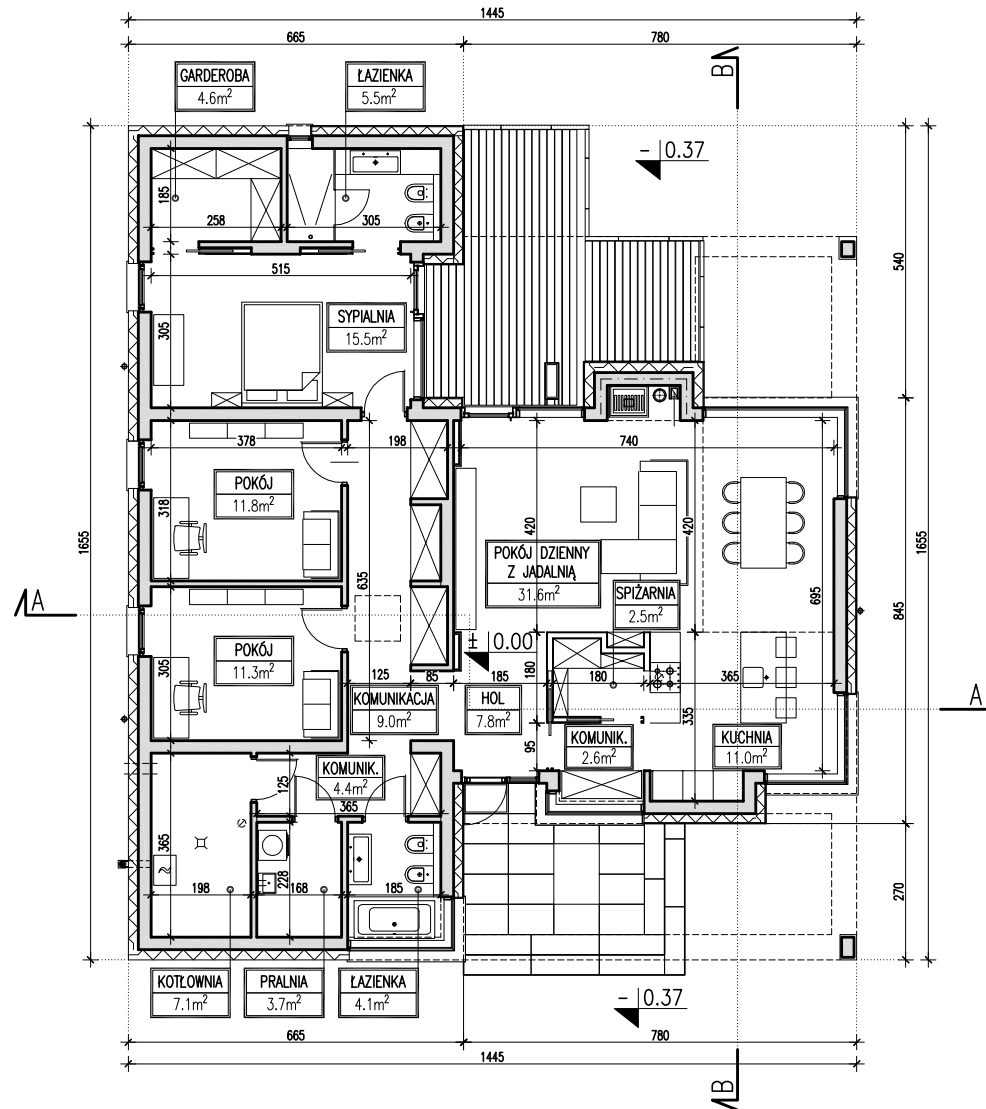 1445
665
780
B
GARDEROBA
4.6m²
ŁAZIENKA
5.5m²
- 0.37
185
258
305
515
540
SYPIALNIA
15.5m²
305
378
198
740
POKÓJ
11.8m²
318
420
420
1655
1655
POKÓJ DZIENNY
Z JADALNIĄ
31.6m²
SPIŻARNIA
2.5m²
635
695
845
A
± 0.00
POKÓJ
11.3m²
305
125
85
185
180
180
365
335
KOMUNIKACJA
9.0m²
HOL
7.8m²
A
95
KOMUNIK.
2.6m²
KUCHNIA
11.0m²
KOMUNIK.
4.4m²
125
365
365
198
228
168
185
270
KOTŁOWNIA
7.1m²
PRALNIA
3.7m²
ŁAZIENKA
4.1m²
- 0.37
665
780
1445
B